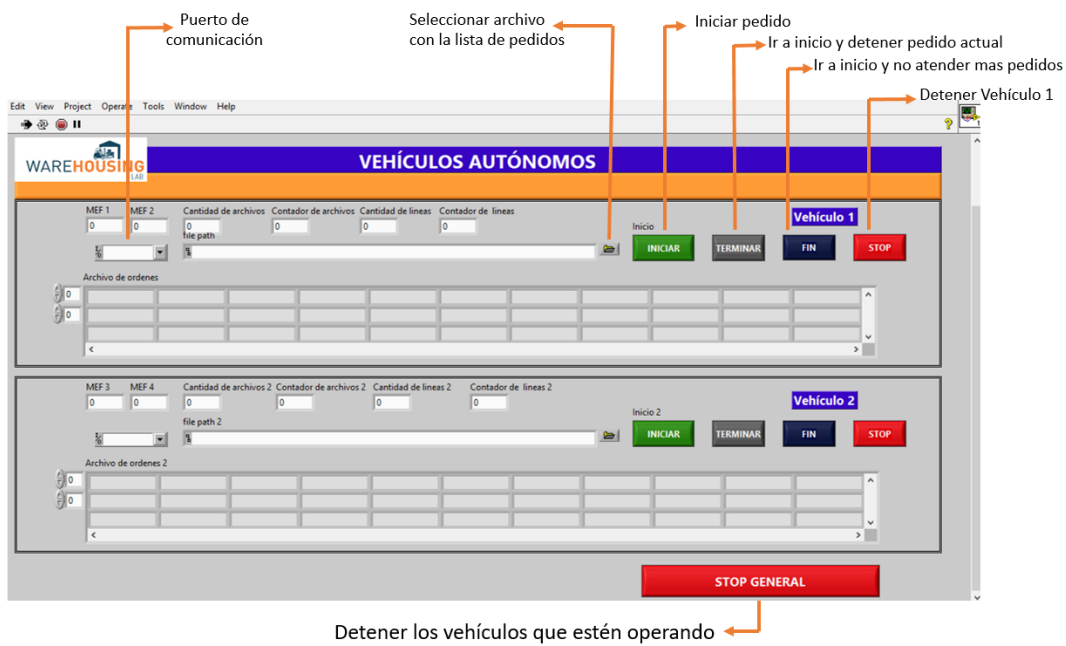 Puerto de
comunicación
Seleccionar archivo
con la lista de pedidos
Iniciar pedido
Ir a inicio y detener pedido actual
Ir a inicio y no atender mas pedidos
Detener Vehículo 1
Edit View Project Operate Tools Window Help
WAREHOUSING
LAB
VEHÍCULOS AUTÓNOMOS
MEF 1 MEF 2 Cantidad de archivos Contador de archivos Cantidad de lineas Contador de lineas
0 0 0 0 0 0
Vehículo 1
file path
Inicio
INICIAR TERMINAR FIN STOP
Archivo de ordenes
0
0
MEF 3 MEF 4 Cantidad de archivos 2 Contador de archivos 2 Cantidad de lineas 2 Contador de lineas 2
0 0 0 0 0 0
Vehículo 2
file path 2
Inicio 2
INICIAR TERMINAR FIN STOP
Archivo de ordenes 2
0
0
STOP GENERAL
Detener los vehículos que estén operando